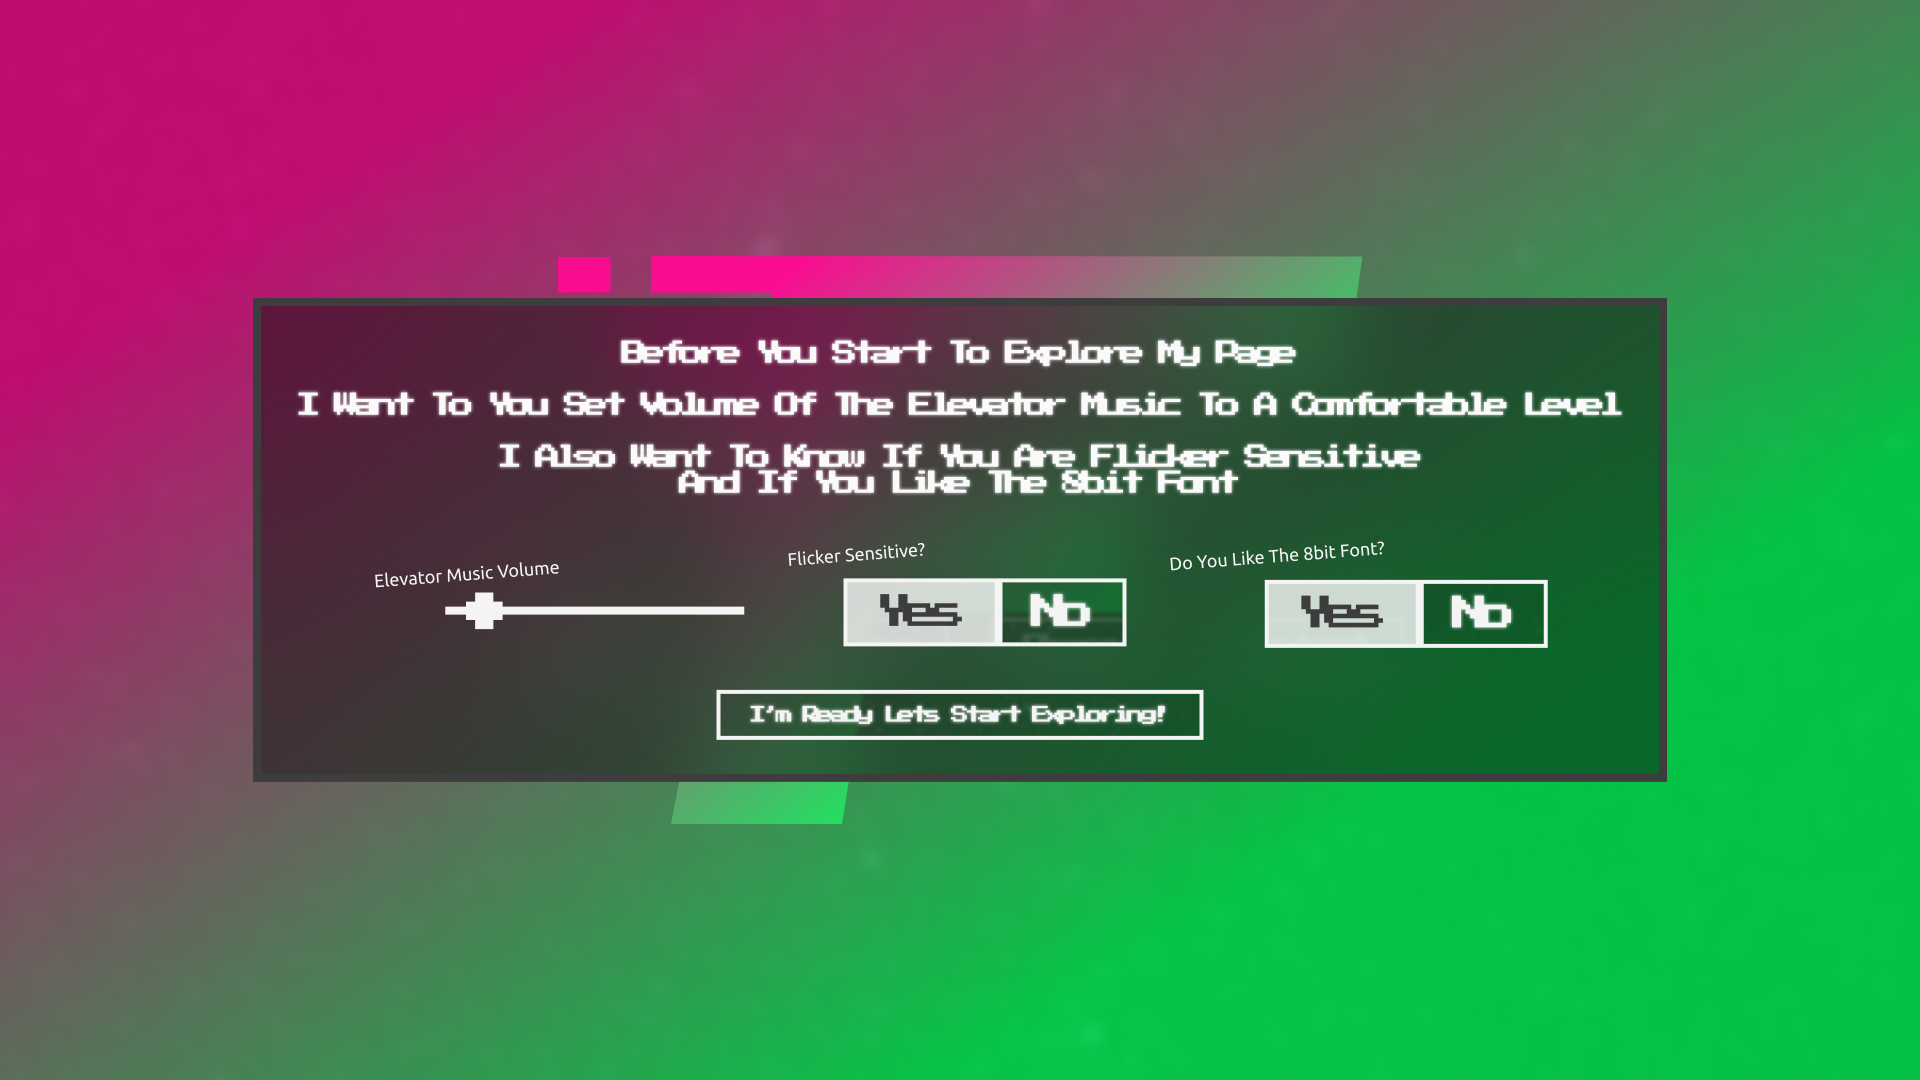 Before You Start To Explore My Page
I Want To You Set Volume Of The Elevator Music To A Comfortable Level
I Also Want To Know If You Are Flicker Sensitive
And If You Like The 8bit Font
Elevator Music Volume
Flicker Sensitive?
Do You Like The 8bit Font?
Yes No
Yes No
I'm Ready Lets Start Exploring!